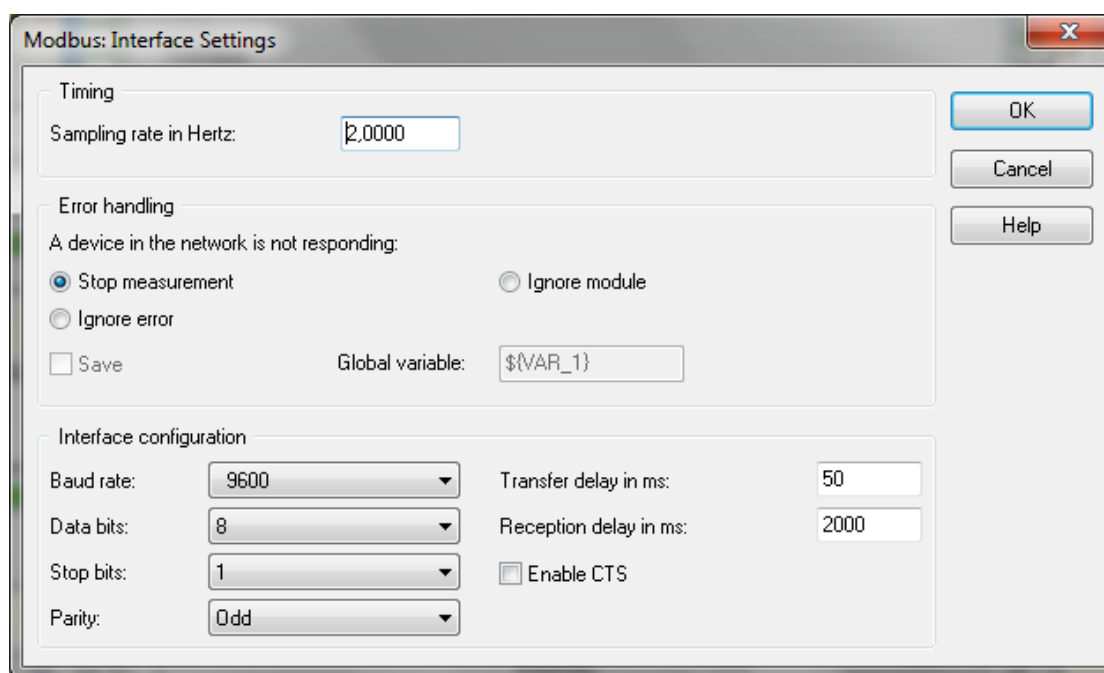 Modbus: Interface Settings
Timing
Sampling rate in Hertz: 2,0000
OK
Cancel
Help
Error handling
A device in the network is not responding:
Stop measurement
Ignore module
Ignore error
Save
Global variable: ${VAR_1}
Interface configuration
Baud rate: 9600
Transfer delay in ms: 50
Data bits: 8
Reception delay in ms: 2000
Stop bits: 1
Enable CTS
Parity: Odd